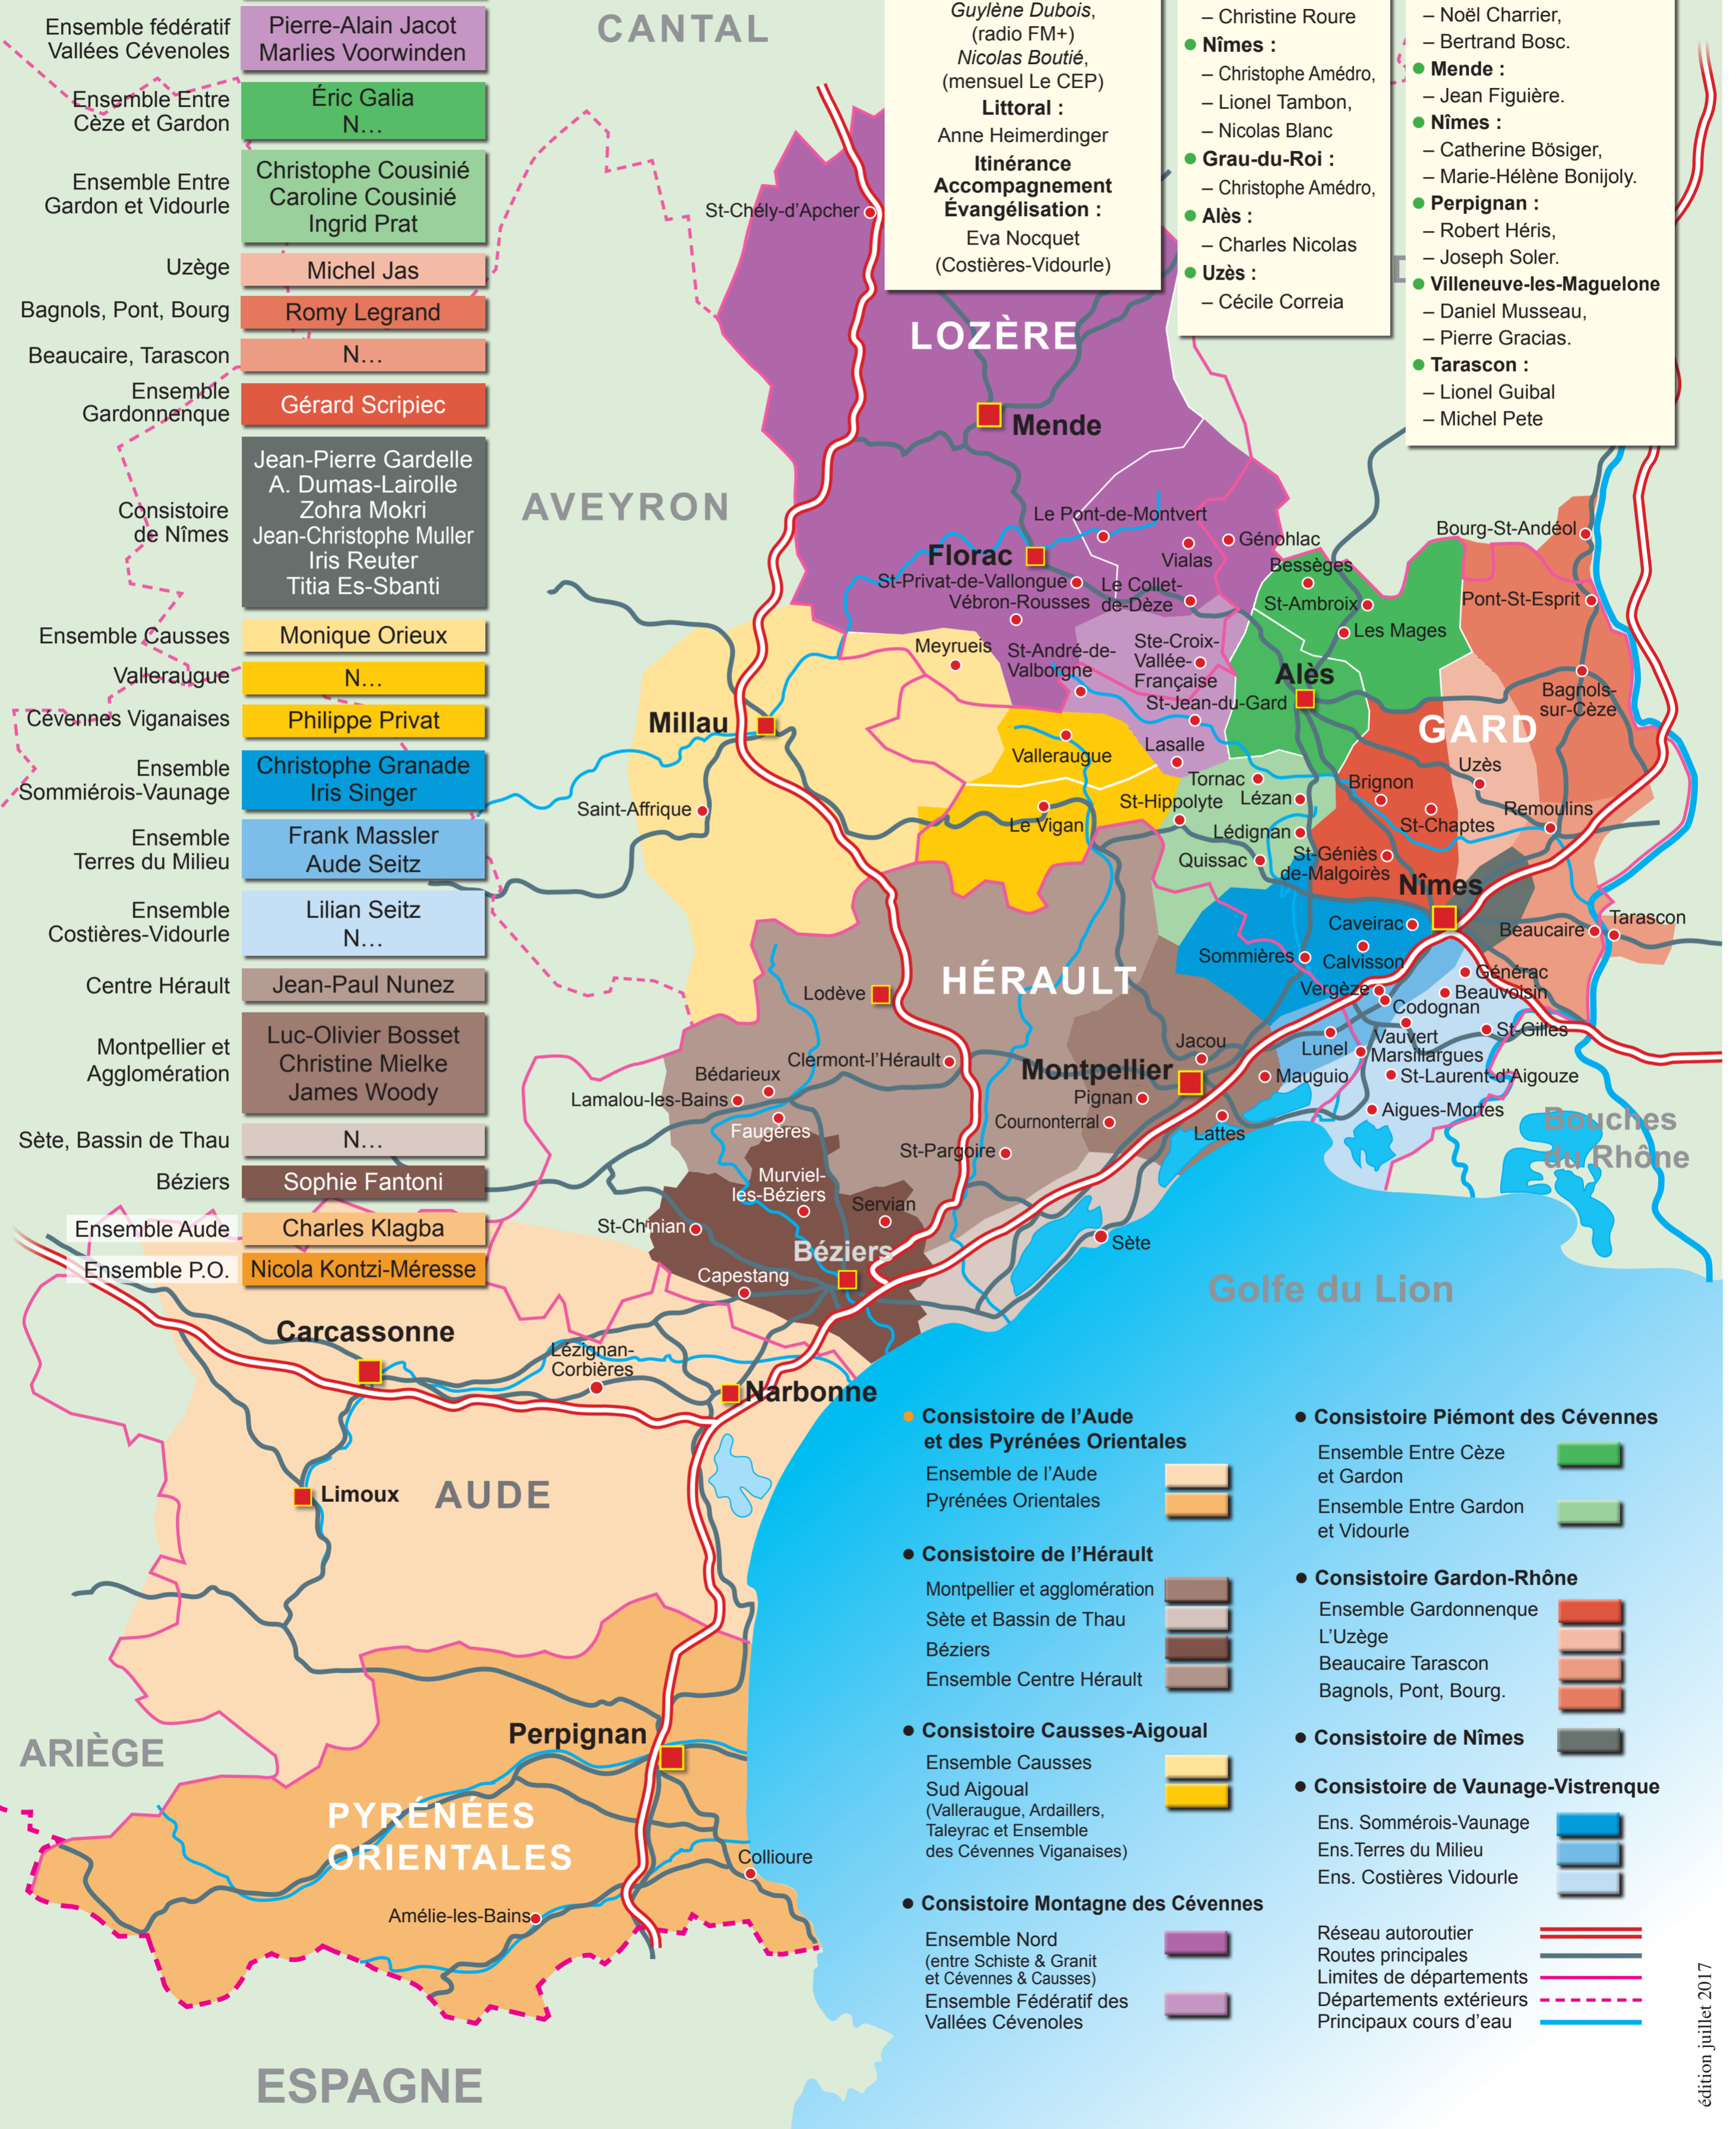 Ensemble fédératif
Vallées Cévenoles
Pierre-Alain Jacot
Marlies Voorwinden
Ensemble Entre
Cèze et Gardon
Éric Galia
N…
Ensemble Entre
Gardon et Vidourle
Christophe Cousinié
Caroline Cousinié
Ingrid Prat
Uzège
Michel Jas
Bagnols, Pont, Bourg
Romy Legrand
Beaucaire, Tarascon
N…
Ensemble
Gardonnenque
Gérard Scripiec
Consistoire
de Nîmes
Jean-Pierre Gardelle
A. Dumas-Lairolle
Zohra Mokri
Jean-Christophe Muller
Iris Reuter
Titia Es-Sbanti
Ensemble Causses
Monique Orieux
Valleraugue
N…
Cévennes Viganaises
Philippe Privat
Ensemble
Sommiérois-Vaunage
Christophe Granade
Iris Singer
Ensemble
Terres du Milieu
Frank Massler
Aude Seitz
Ensemble
Costières-Vidourle
Lilian Seitz
N…
Centre Hérault
Jean-Paul Nunez
Montpellier et
Agglomération
Luc-Olivier Bosset
Christine Mielke
James Woody
Sète, Bassin de Thau
N…
Béziers
Sophie Fantoni
Ensemble Aude
Charles Klagba
Ensemble P.O.
Nicola Kontzi-Méresse
Guylène Dubois,
(radio FM+)
Nicolas Boutié,
(mensuel Le CEP)
Littoral :
Anne Heimerdinger
Itinérance
Accompagnement
Évangélisation :
Eva Nocquet
(Costières-Vidourle)
– Christine Roure
● Nîmes :
– Christophe Amédro,
– Lionel Tambon,
– Nicolas Blanc
● Grau-du-Roi :
– Christophe Amédro,
● Alès :
– Charles Nicolas
● Uzès :
– Cécile Correia
– Noël Charrier,
– Bertrand Bosc.
● Mende :
– Jean Figuière.
● Nîmes :
– Catherine Bösiger,
– Marie-Hélène Bonijoly.
● Perpignan :
– Robert Héris,
– Joseph Soler.
● Villeneuve-les-Maguelone
– Daniel Musseau,
– Pierre Gracias.
● Tarascon :
– Lionel Guibal
– Michel Pete
CANTAL
St-Chély-d'Apcher
LOZÈRE
Mende
AVEYRON
Le Pont-de-Montvert
Florac
Vialas
Génohlac
St-Privat-de-Vallongue
Vébron-Rousses
Le Collet-
de-Dèze
Bessèges
St-Ambroix
Les Mages
Bourg-St-Andéol
Pont-St-Esprit
Meyrueis
St-André-de-
Valborgne
Ste-Croix-
Vallée-
Française
St-Jean-du-Gard
Alès
Bagnols-
sur-Cèze
GARD
Millau
Valleraugue
Lasalle
Tornac
Lézan
Brignon
Uzès
Saint-Affrique
Le Vigan
St-Hippolyte
Lédignan
St-Chaptes
Remoulins
Quissac
St-Géniès
de-Malgoirès
Nîmes
Caveirac
Beaucaire
Tarascon
Sommières
Calvisson
HÉRAULT
Lodève
Vergèze
Codognan
Générac
Beauvoisin
Vauvert
St-Gilles
Lunel
Marsillargues
St-Laurent-d'Aigouze
Aigues-Mortes
Clermont-l'Hérault
Montpellier
Jacou
Mauguio
Bédarieux
Lamalou-les-Bains
Faugères
Pignan
Cournonterral
Lattes
St-Pargoire
Bouches
du Rhône
Murviel-
les-Béziers
Servian
St-Chinian
Béziers
Capestang
Sète
Golfe du Lion
Carcassonne
Lézignan-
Corbières
Narbonne
Limoux
AUDE
ARIÈGE
Perpignan
PYRÉNÉES
ORIENTALES
Collioure
Amélie-les-Bains
ESPAGNE
● Consistoire de l'Aude
et des Pyrénées Orientales
Ensemble de l'Aude
Pyrénées Orientales
● Consistoire de l'Hérault
Montpellier et agglomération
Sète et Bassin de Thau
Béziers
Ensemble Centre Hérault
● Consistoire Causses-Aigoual
Ensemble Causses
Sud Aigoual
(Valleraugue, Ardaillers,
Taleyrac et Ensemble
des Cévennes Viganaises)
● Consistoire Montagne des Cévennes
Ensemble Nord
(entre Schiste & Granit
et Cévennes & Causses)
Ensemble Fédératif des
Vallées Cévenoles
● Consistoire Piémont des Cévennes
Ensemble Entre Cèze
et Gardon
Ensemble Entre Gardon
et Vidourle
● Consistoire Gardon-Rhône
Ensemble Gardonnenque
L'Uzège
Beaucaire Tarascon
Bagnols, Pont, Bourg.
● Consistoire de Nîmes
● Consistoire de Vaunage-Vistrenque
Ens. Sommérois-Vaunage
Ens.Terres du Milieu
Ens. Costières Vidourle
Réseau autoroutier
Routes principales
Limites de départements
Départements extérieurs
Principaux cours d'eau
édition juillet 2017